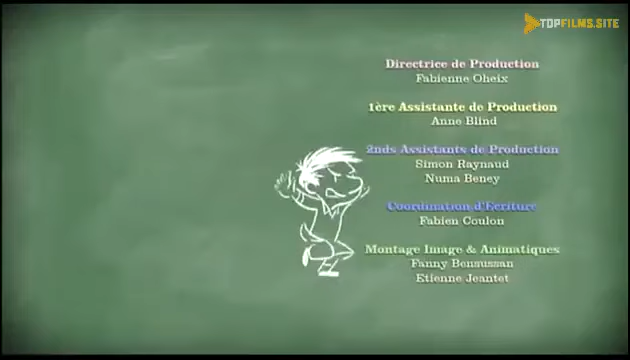 TOPFILMS.SITE
Directrice de Production
Fabienne Oheix
1ère Assistante de Production
Anne Blind
2nds Assistants de Production
Simon Raynaud
Numa Beney
Coordination d'Ecriture
Fabien Coulon
Montage Image & Animatiques
Fanny Bensussan
Etienne Jeantet